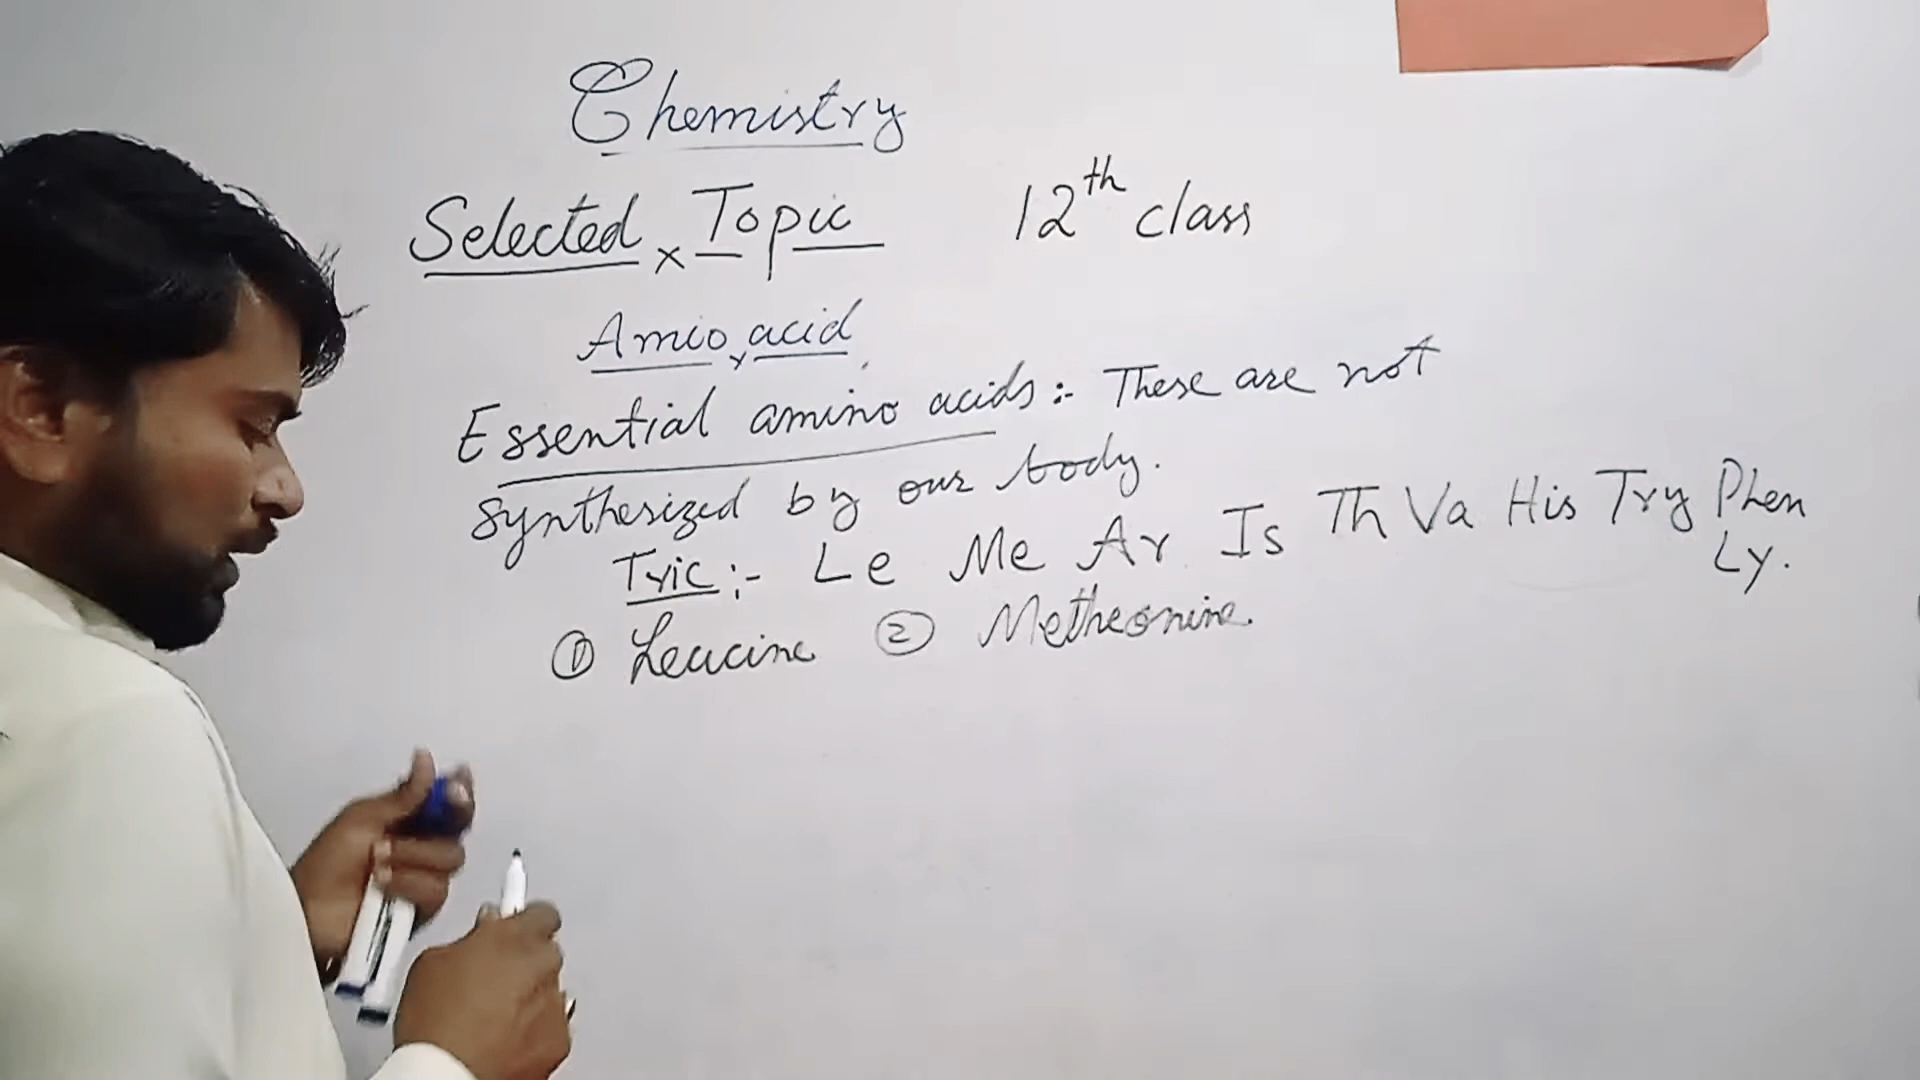 Chemistry
Selected Topic 12th class
Amio acid
Essential amino acids:- These are not
synthesized by our body.
Tric:- Le Me Ar Is Th Va His Try Phen
Ly.
① Leucine ② Metheonine